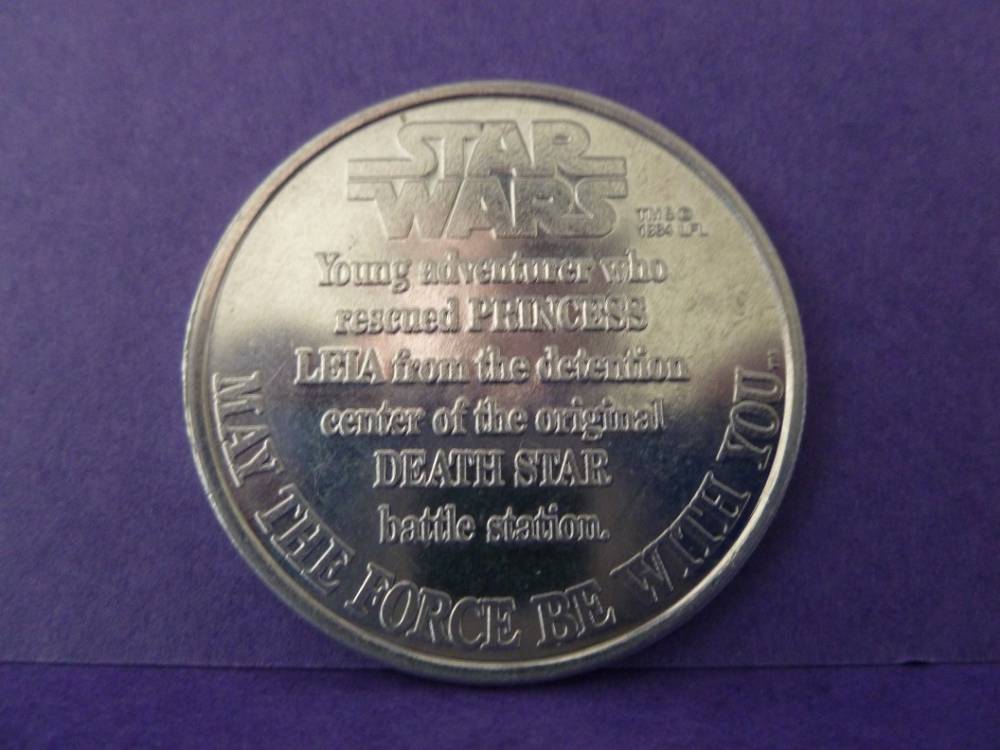 STAR
WARS
TM & ©
1984 LFL
Young adventurer who
rescued PRINCESS
LEIA from the detention
center of the original
DEATH STAR
battle station.
MAY THE FORCE BE WITH YOU.